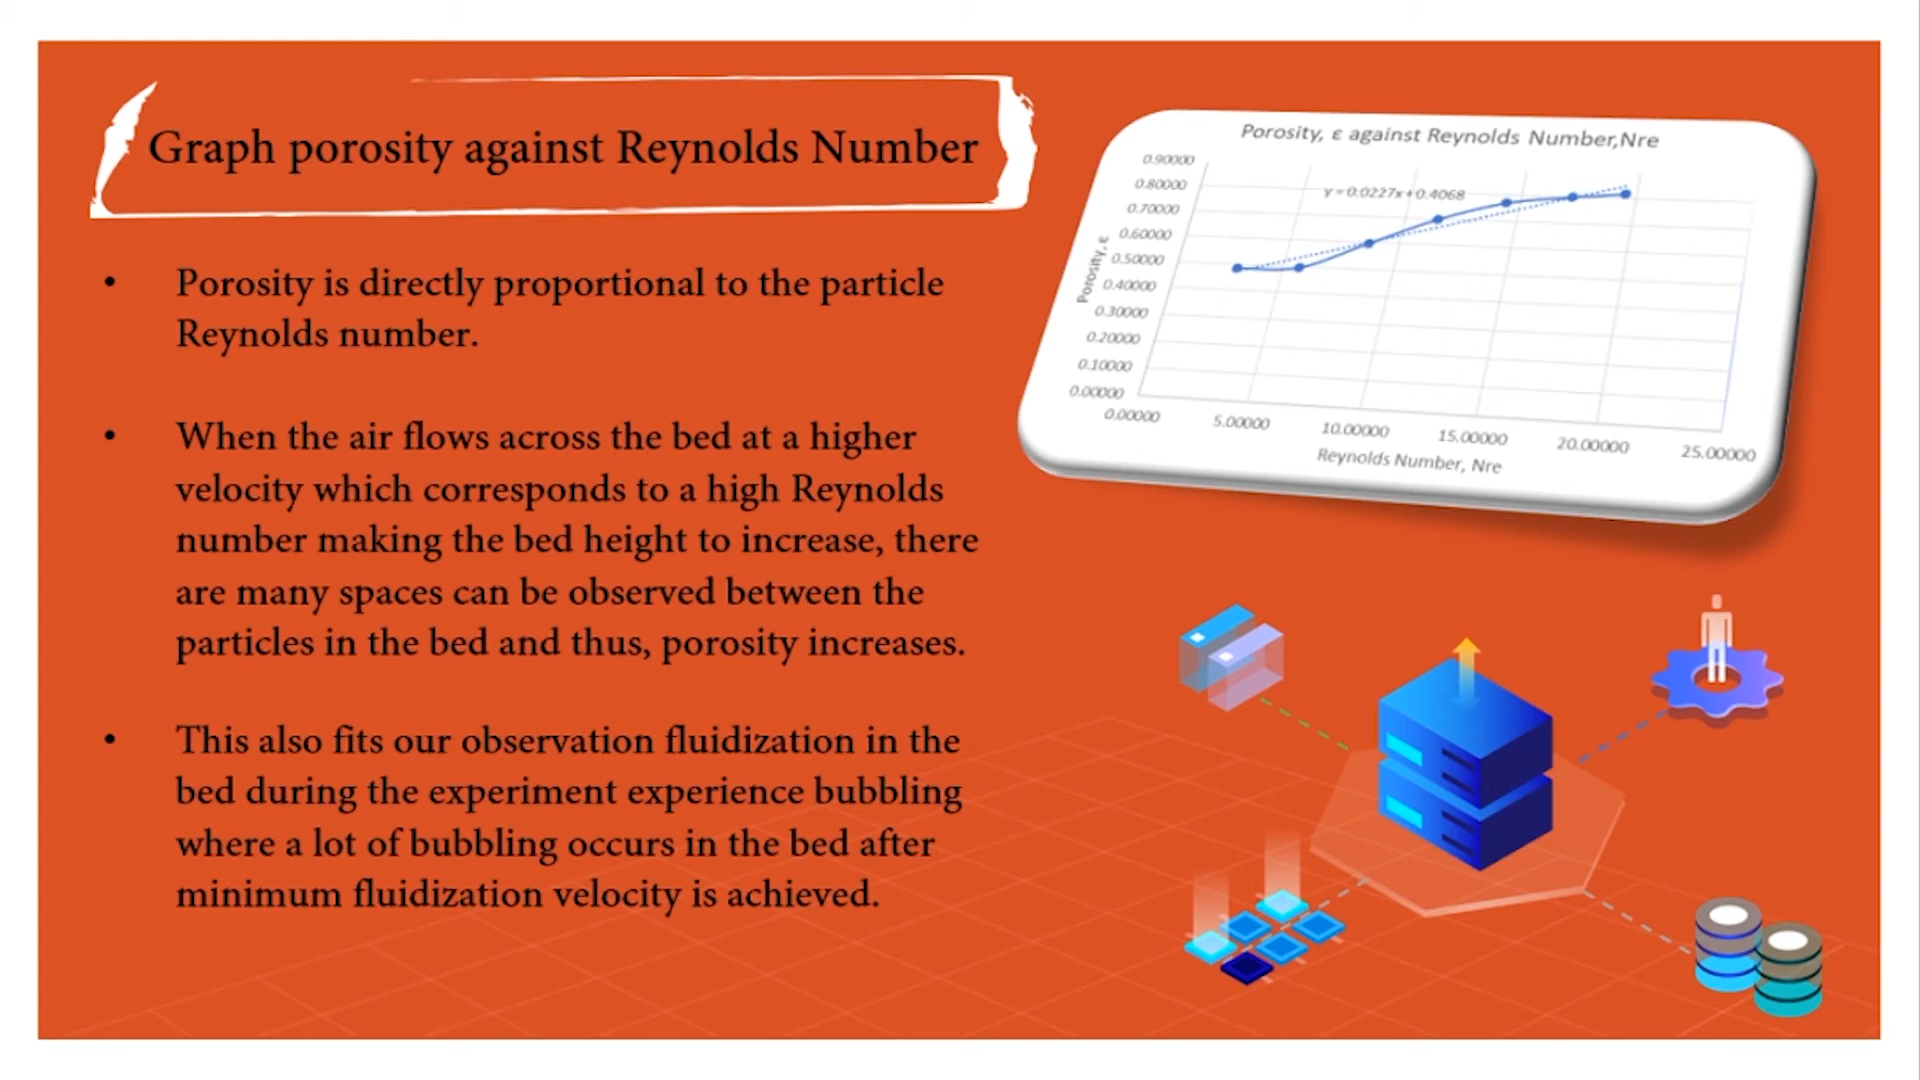 Graph porosity against Reynolds Number
• Porosity is directly proportional to the particle
Reynolds number.
• When the air flows across the bed at a higher
velocity which corresponds to a high Reynolds
number making the bed height to increase, there
are many spaces can be observed between the
particles in the bed and thus, porosity increases.
• This also fits our observation fluidization in the
bed during the experiment experience bubbling
where a lot of bubbling occurs in the bed after
minimum fluidization velocity is achieved.
Porosity, ε against Reynolds Number,Nre
y = 0.0227x + 0.4068
Porosity, ε
0.90000
0.80000
0.70000
0.60000
0.50000
0.40000
0.30000
0.20000
0.10000
0.00000
0.00000 5.00000 10.00000 15.00000 20.00000 25.00000
Reynolds Number, Nre